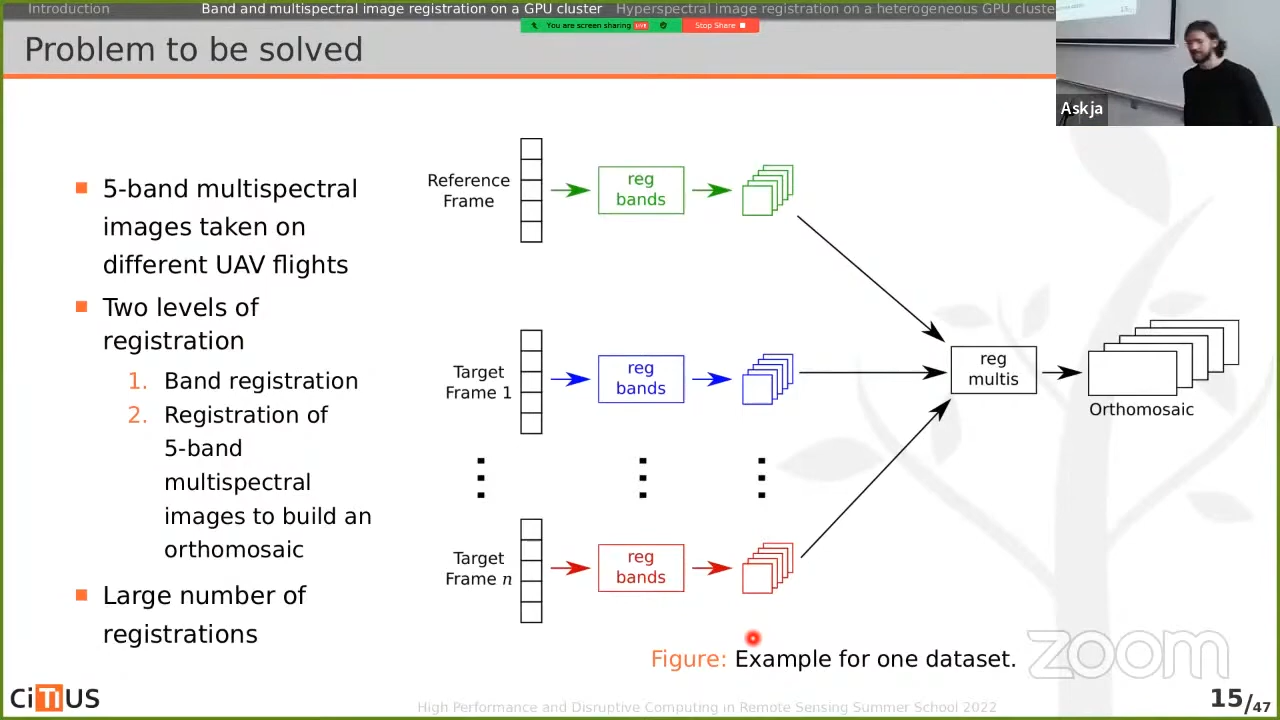 Introduction
Band and multispectral image registration on a GPU cluster
Hyperspectral image registration on a heterogeneous GPU cluste
You are screen sharing
LIVE
Stop Share
Problem to be solved
Askja
5-band multispectral
images taken on
different UAV flights
Two levels of
registration
1. Band registration
2. Registration of
5-band
multispectral
images to build an
orthomosaic
Large number of
registrations
Reference
Frame
reg
bands
Target
Frame 1
reg
bands
reg
multis
Orthomosaic
Target
Frame n
reg
bands
Figure: Example for one dataset.
zoom
CiTIUS
High Performance and Disruptive Computing in Remote Sensing Summer School 2022
15/47